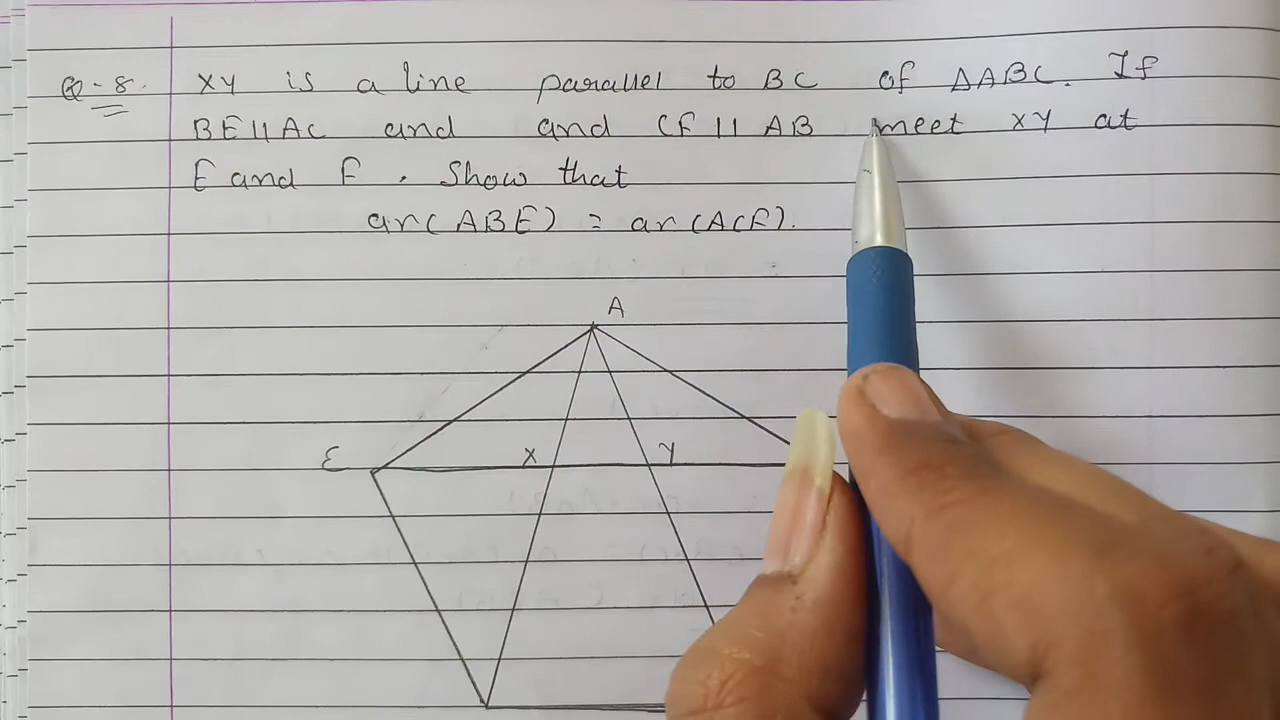 Q-8. XY is a line parallel to BC of ΔABC. If
BE||AC and and CF || AB meet XY at
E and F. Show that
ar(ABE) = ar(ACF).
A
E X Y